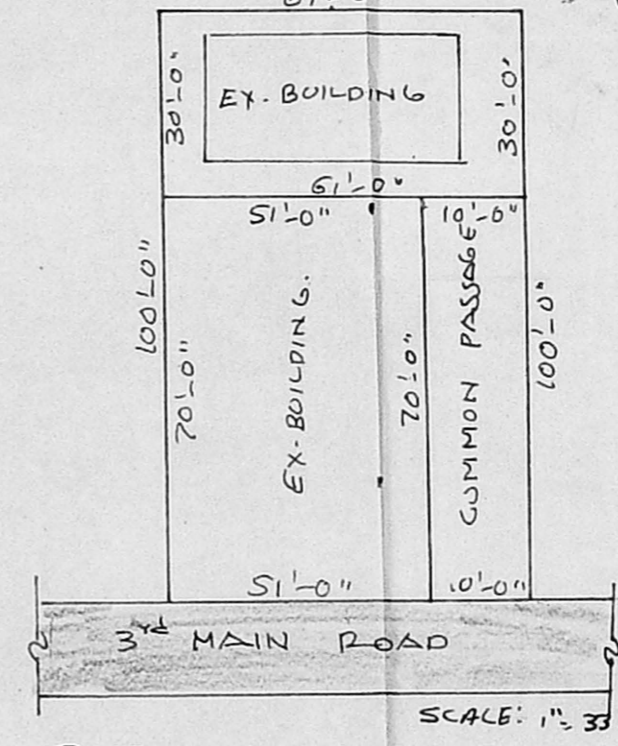 30'-0"
EX. BUILDING
30'-0"
61'-0"
51'-0"
10'-0"
100'-0"
70'-0"
EX-BUILDING.
70'-0"
COMMON PASSAGE
100'-0"
51'-0"
10'-0"
3rd MAIN ROAD
SCALE: 1"= 33